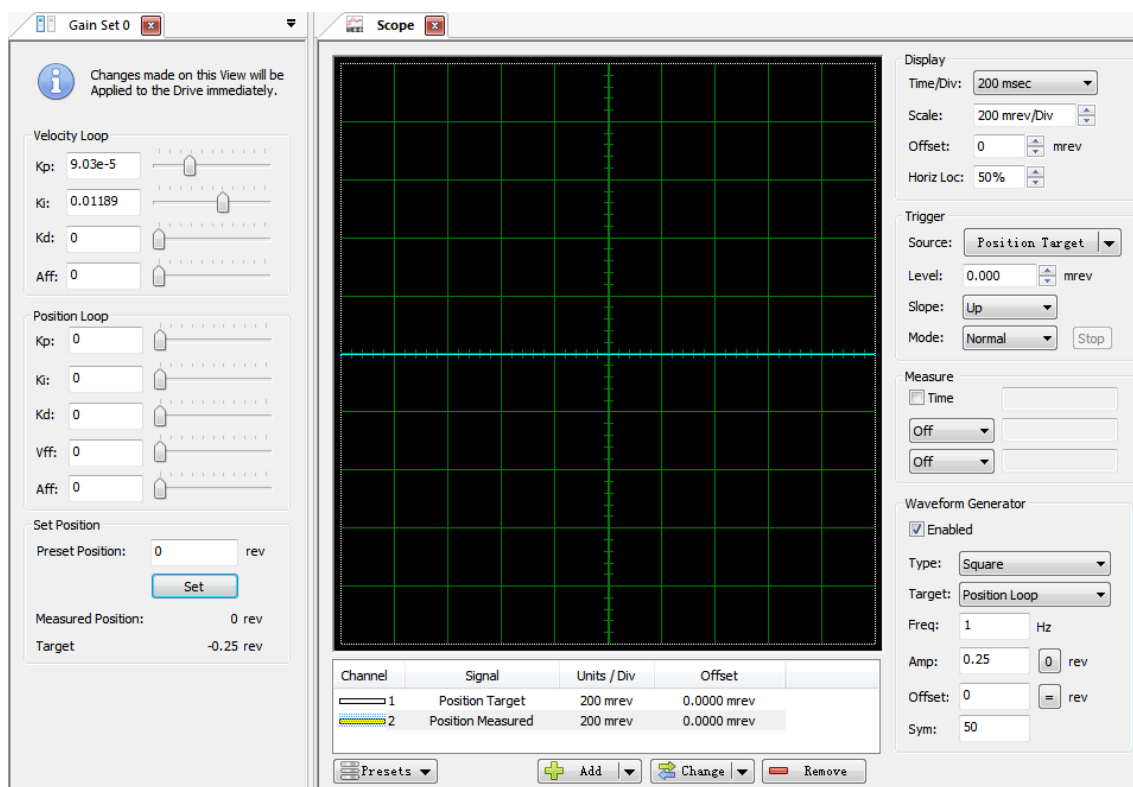 Gain Set 0
Changes made on this View will be
Applied to the Drive immediately.
Velocity Loop
Kp: 9.03e-5
Ki: 0.01189
Kd: 0
Aff: 0
Position Loop
Kp: 0
Ki: 0
Kd: 0
Vff: 0
Aff: 0
Set Position
Preset Position: 0 rev
Set
Measured Position: 0 rev
Target -0.25 rev
Scope
Channel Signal Units / Div Offset
1 Position Target 200 mrev 0.0000 mrev
2 Position Measured 200 mrev 0.0000 mrev
Presets Add Change Remove
Display
Time/Div: 200 msec
Scale: 200 mrev/Div
Offset: 0 mrev
Horiz Loc: 50%
Trigger
Source: Position Target
Level: 0.000 mrev
Slope: Up
Mode: Normal Stop
Measure
Time
Off
Off
Waveform Generator
Enabled
Type: Square
Target: Position Loop
Freq: 1 Hz
Amp: 0.25 0 rev
Offset: 0 = rev
Sym: 50